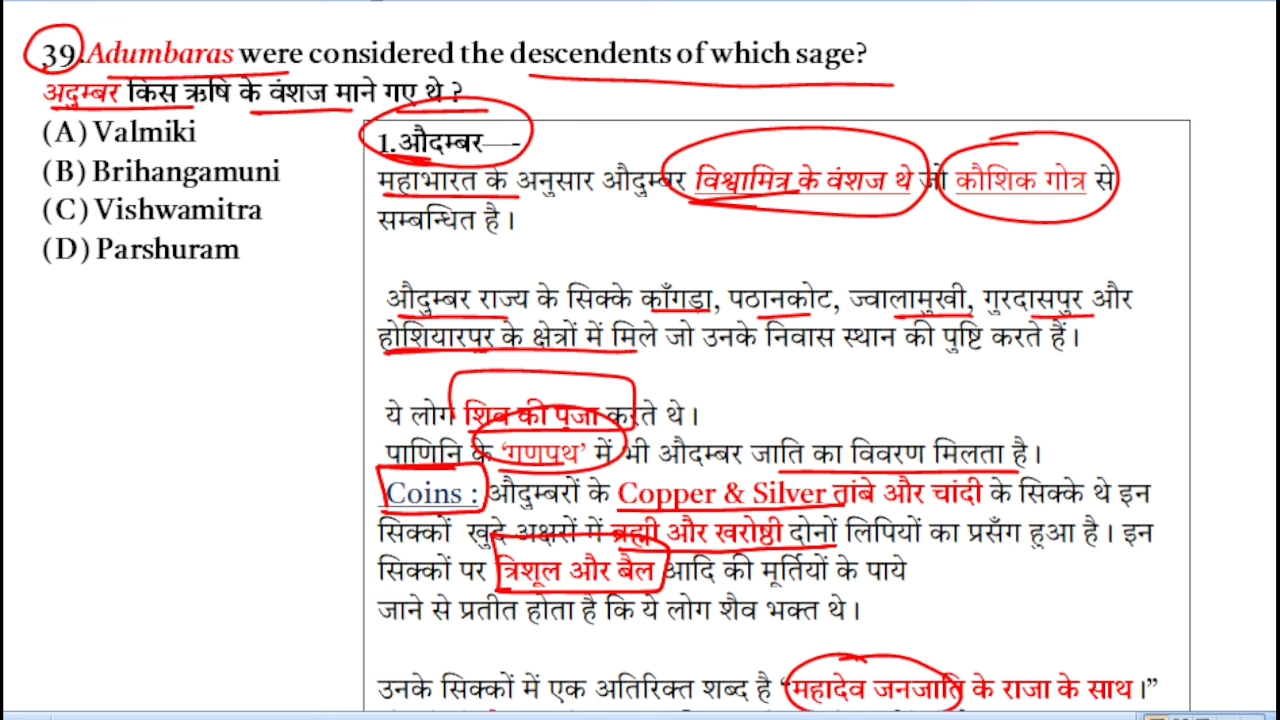 39.Adumbaras were considered the descendents of which sage?
अदुम्बर किस ऋषि के वंशज माने गए थे ?
(A) Valmiki
(B) Brihangamuni
(C) Vishwamitra
(D) Parshuram
1.औदम्बर—-
महाभारत के अनुसार औदुम्बर विश्वामित्र के वंशज थे जो कौशिक गोत्र से
सम्बन्धित है।
औदुम्बर राज्य के सिक्के काँगड़ा, पठानकोट, ज्वालामुखी, गुरदासपुर और
होशियारपुर के क्षेत्रों में मिले जो उनके निवास स्थान की पुष्टि करते हैं।
ये लोग शिव की पूजा करते थे।
पाणिनि के ‘गणपथ’ में भी औदम्बर जाति का विवरण मिलता है।
Coins : औदुम्बरों के Copper & Silver तांबे और चांदी के सिक्के थे इन
सिक्कों खुदे अक्षरों में ब्रह्मी और खरोष्ठी दोनों लिपियों का प्रसँग हुआ है। इन
सिक्कों पर त्रिशूल और बैल आदि की मूर्तियों के पाये
जाने से प्रतीत होता है कि ये लोग शैव भक्त थे।
उनके सिक्कों में एक अतिरिक्त शब्द है “महादेव जनजाति के राजा के साथ।”